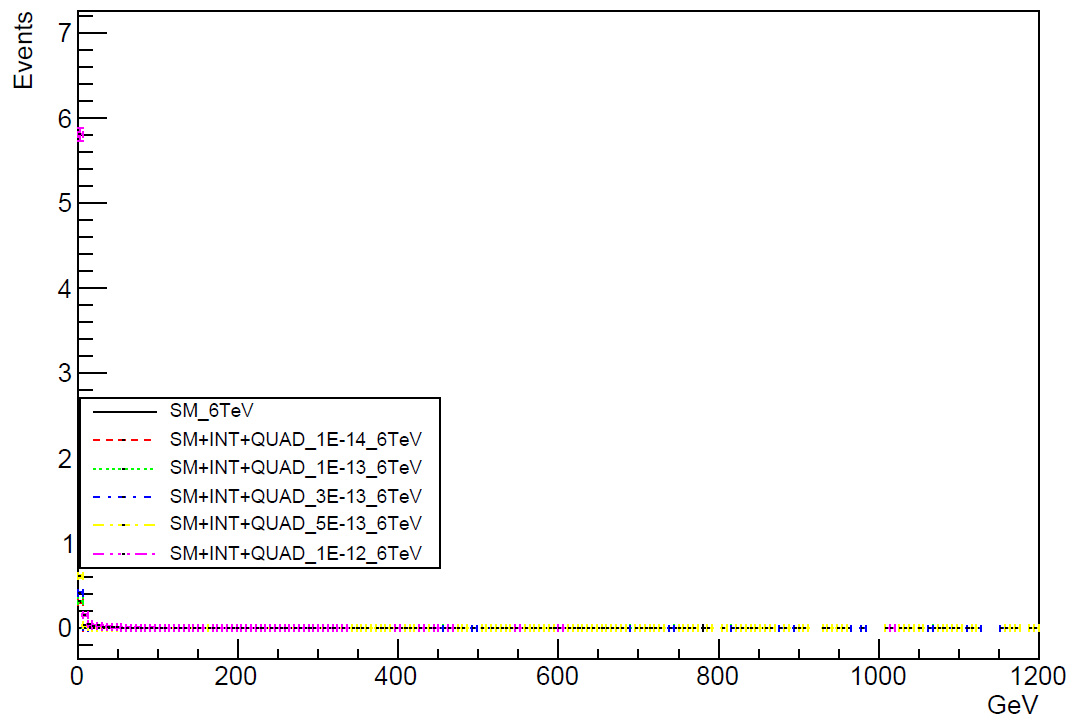 Events
7
6
5
4
3
2
1
0
SM_6TeV
SM+INT+QUAD_1E-14_6TeV
SM+INT+QUAD_1E-13_6TeV
SM+INT+QUAD_3E-13_6TeV
SM+INT+QUAD_5E-13_6TeV
SM+INT+QUAD_1E-12_6TeV
0 200 400 600 800 1000 1200
GeV